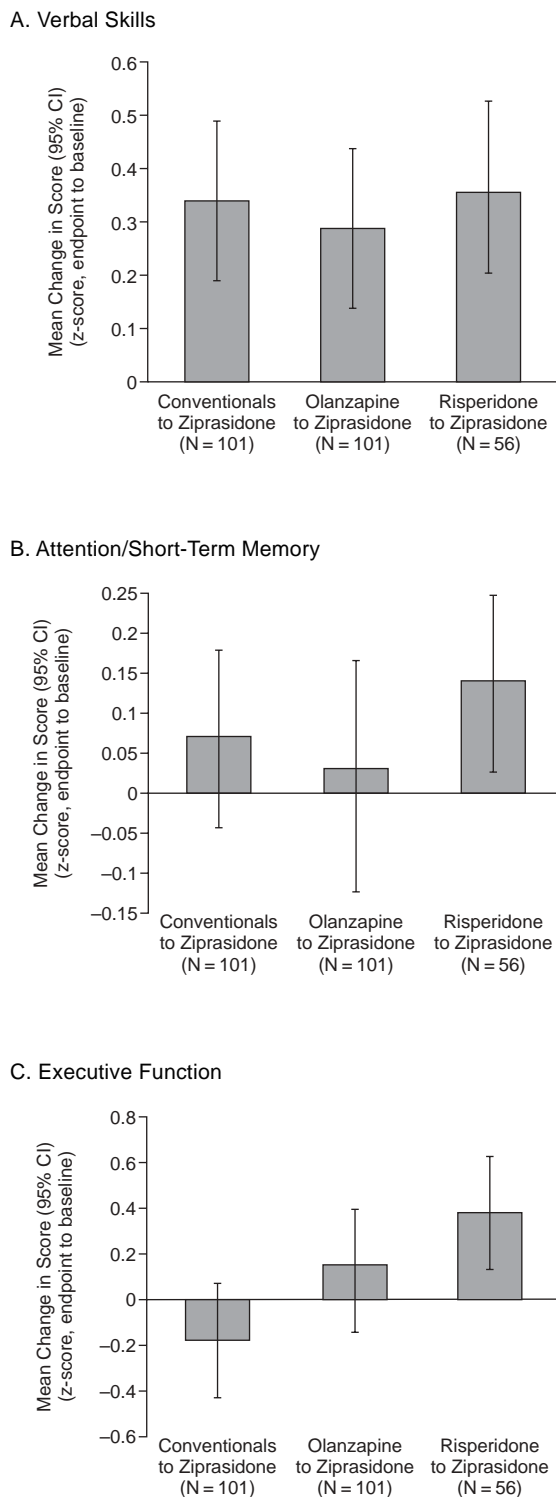 A. Verbal Skills
Mean Change in Score (95% CI)
(z-score, endpoint to baseline)
0.6
0.5
0.4
0.3
0.2
0.1
0
Conventionals
to Ziprasidone
(N = 101)
Olanzapine
to Ziprasidone
(N = 101)
Risperidone
to Ziprasidone
(N = 56)
B. Attention/Short-Term Memory
Mean Change in Score (95% CI)
(z-score, endpoint to baseline)
0.25
0.2
0.15
0.1
0.05
0
–0.05
–0.1
–0.15
Conventionals
to Ziprasidone
(N = 101)
Olanzapine
to Ziprasidone
(N = 101)
Risperidone
to Ziprasidone
(N = 56)
C. Executive Function
Mean Change in Score (95% CI)
(z-score, endpoint to baseline)
0.8
0.6
0.4
0.2
0
–0.2
–0.4
–0.6
Conventionals
to Ziprasidone
(N = 101)
Olanzapine
to Ziprasidone
(N = 101)
Risperidone
to Ziprasidone
(N = 56)